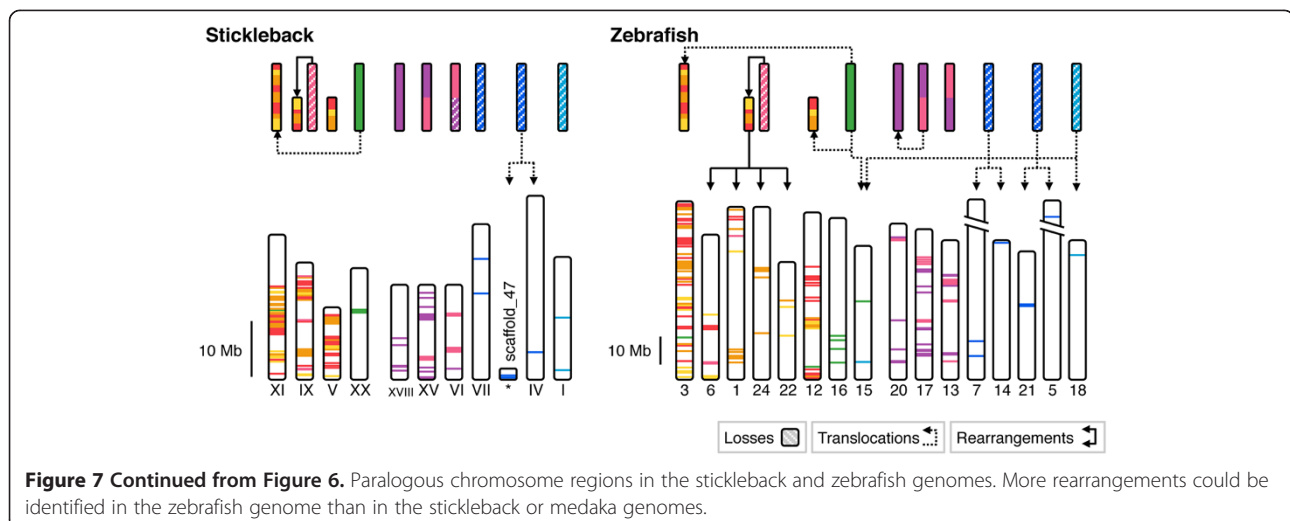 Stickleback
Zebrafish
scaffold_47
10 Mb
XI IX V XX XVIII XV VI VII * IV I
10 Mb
3 6 1 24 22 12 16 15 20 17 13 7 14 21 5 18
Losses Translocations Rearrangements
Figure 7 Continued from Figure 6. Paralogous chromosome regions in the stickleback and zebrafish genomes. More rearrangements could be
identified in the zebrafish genome than in the stickleback or medaka genomes.